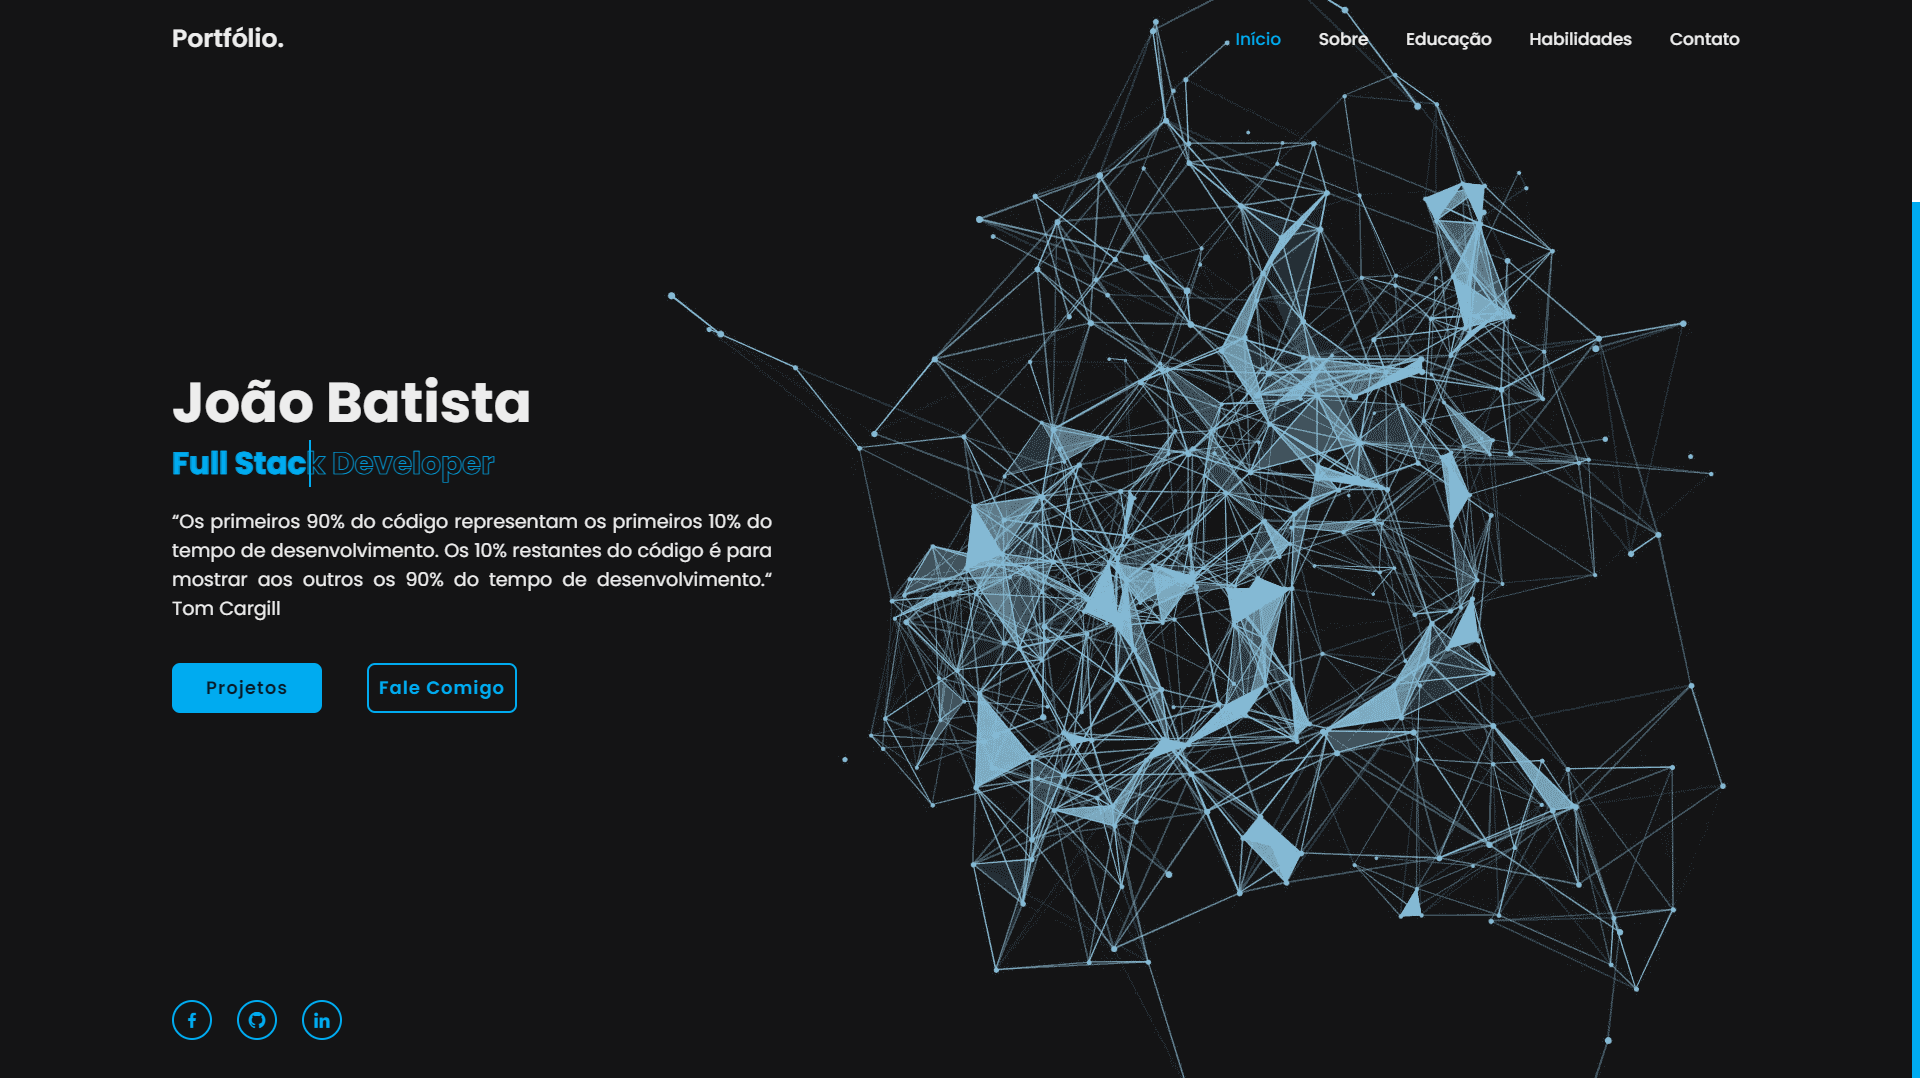 Portfólio.
Início Sobre Educação Habilidades Contato
João Batista
Full Stack Developer
“Os primeiros 90% do código representam os primeiros 10% do
tempo de desenvolvimento. Os 10% restantes do código é para
mostrar aos outros os 90% do tempo de desenvolvimento.“
Tom Cargill
Projetos Fale Comigo